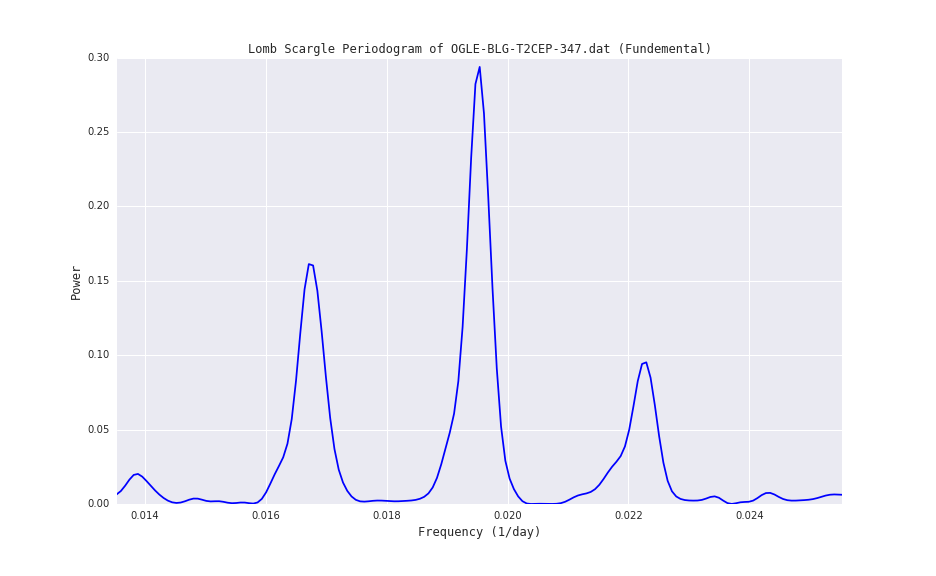 Lomb Scargle Periodogram of OGLE-BLG-T2CEP-347.dat (Fundemental)
0.30
0.25
0.20
0.15
0.10
0.05
0.00
Power
0.014 0.016 0.018 0.020 0.022 0.024
Frequency (1/day)